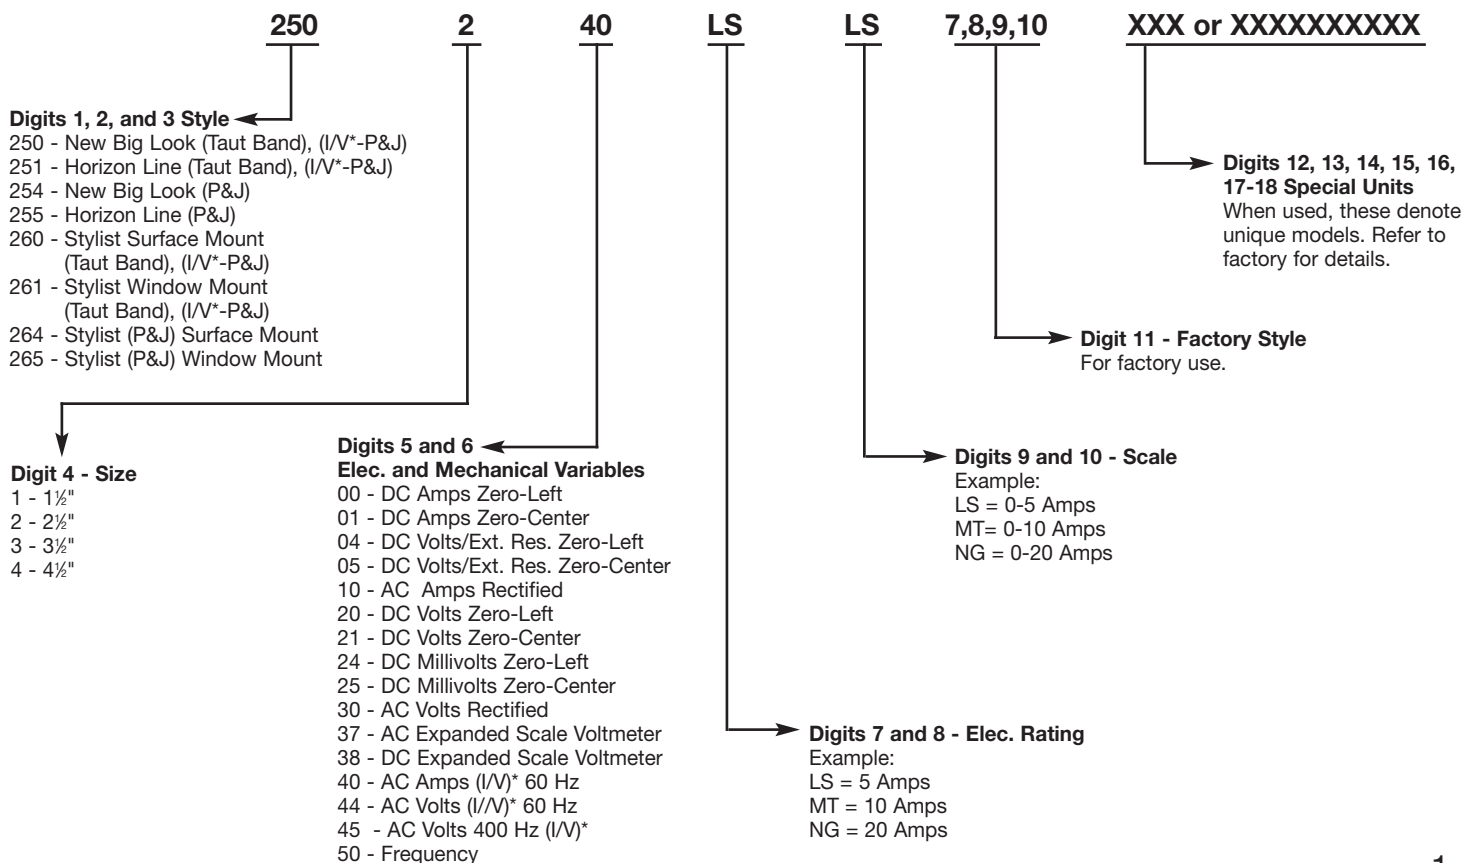 250 2 40 LS LS 7,8,9,10 XXX or XXXXXXXXXX
Digits 1, 2, and 3 Style
250 - New Big Look (Taut Band), (I/V*-P&J)
251 - Horizon Line (Taut Band), (I/V*-P&J)
254 - New Big Look (P&J)
255 - Horizon Line (P&J)
260 - Stylist Surface Mount
(Taut Band), (I/V*-P&J)
261 - Stylist Window Mount
(Taut Band), (I/V*-P&J)
264 - Stylist (P&J) Surface Mount
265 - Stylist (P&J) Window Mount
Digits 12, 13, 14, 15, 16,
17-18 Special Units
When used, these denote
unique models. Refer to
factory for details.
Digit 11 - Factory Style
For factory use.
Digit 4 - Size
1 - 1½"
2 - 2½"
3 - 3½"
4 - 4½"
Digits 5 and 6
Elec. and Mechanical Variables
00 - DC Amps Zero-Left
01 - DC Amps Zero-Center
04 - DC Volts/Ext. Res. Zero-Left
05 - DC Volts/Ext. Res. Zero-Center
10 - AC Amps Rectified
20 - DC Volts Zero-Left
21 - DC Volts Zero-Center
24 - DC Millivolts Zero-Left
25 - DC Millivolts Zero-Center
30 - AC Volts Rectified
37 - AC Expanded Scale Voltmeter
38 - DC Expanded Scale Voltmeter
40 - AC Amps (I/V)* 60 Hz
44 - AC Volts (I//V)* 60 Hz
45 - AC Volts 400 Hz (I/V)*
50 - Frequency
Digits 9 and 10 - Scale
Example:
LS = 0-5 Amps
MT= 0-10 Amps
NG = 0-20 Amps
Digits 7 and 8 - Elec. Rating
Example:
LS = 5 Amps
MT = 10 Amps
NG = 20 Amps